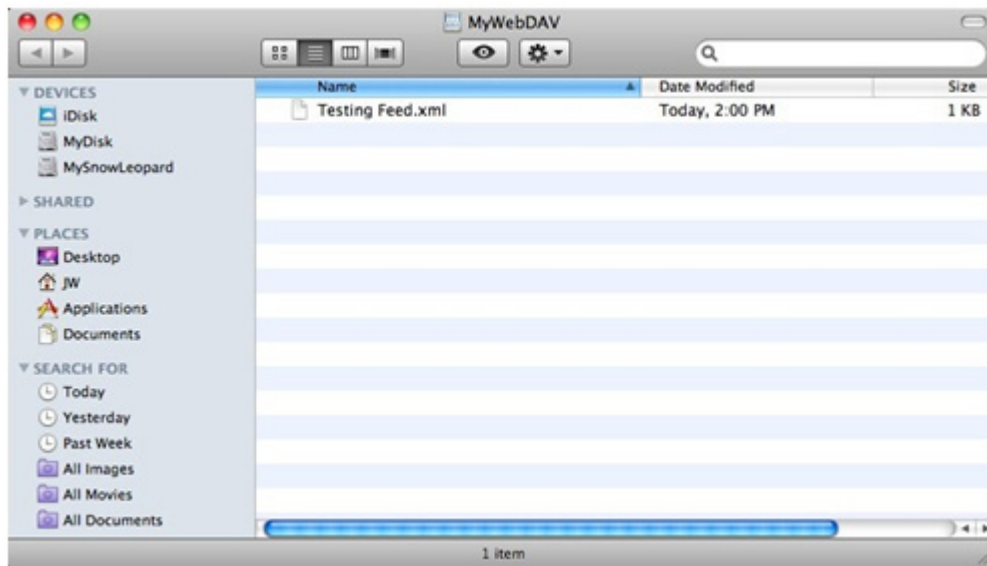 MyWebDAV
DEVICES
iDisk
MyDisk
MySnowLeopard
SHARED
PLACES
Desktop
JW
Applications
Documents
SEARCH FOR
Today
Yesterday
Past Week
All Images
All Movies
All Documents
Name Date Modified Size
Testing Feed.xml Today, 2:00 PM 1 KB
1 item